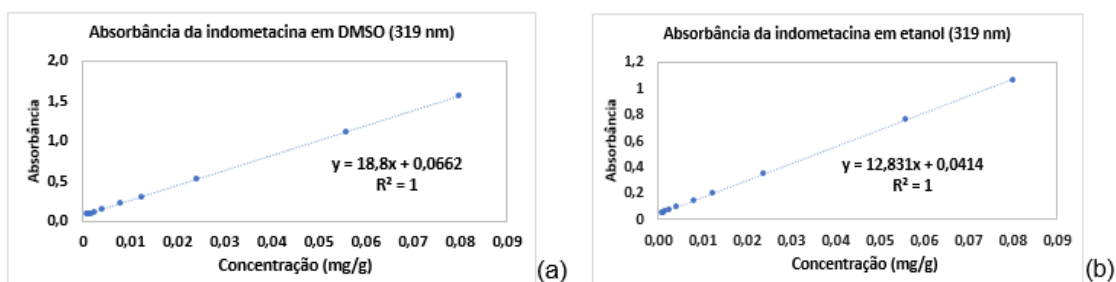 Absorbância da indometacina em DMSO (319 nm)
2,0
1,5
1,0
0,5
0,0
Absorbância
y = 18,8x + 0,0662
R² = 1
0 0,01 0,02 0,03 0,04 0,05 0,06 0,07 0,08 0,09
Concentração (mg/g)
(a)
Absorbância da indometacina em etanol (319 nm)
1,2
1
0,8
0,6
0,4
0,2
0
Absorbância
y = 12,831x + 0,0414
R² = 1
0,00 0,01 0,02 0,03 0,04 0,05 0,06 0,07 0,08 0,09
Concentração (mg/g)
(b)